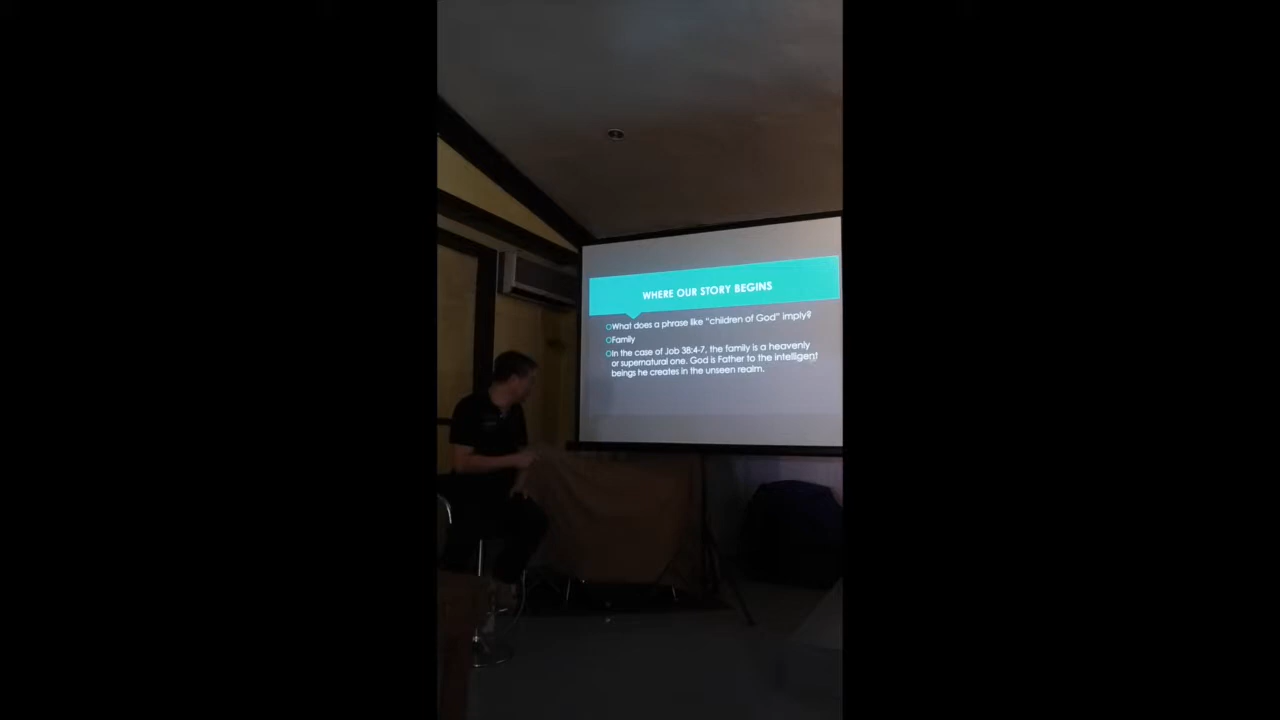 WHERE OUR STORY BEGINS
What does a phrase like “children of God” imply?
Family
In the case of Job 38:4-7, the family is a heavenly
or supernatural one. God is Father to the intelligent
beings he creates in the unseen realm.